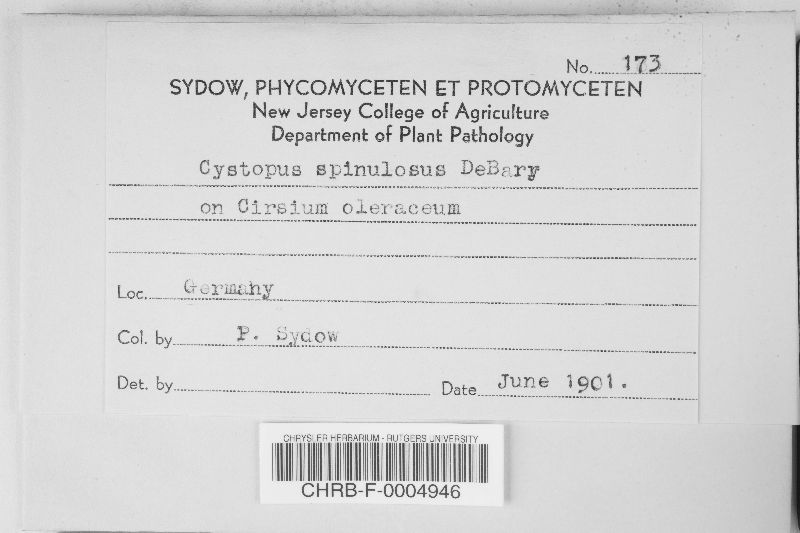 No. 173
SYDOW, PHYCOMYCETEN ET PROTOMYCETEN
New Jersey College of Agriculture
Department of Plant Pathology
Cystopus spinulosus DeBary
on Cirsium oleraceum
Loc. Germany
Col. by P. Sydow
Det. by
Date June 1901.
CHRYSLER HERBARIUM - RUTGERS UNIVERSITY
CHRB-F-0004946